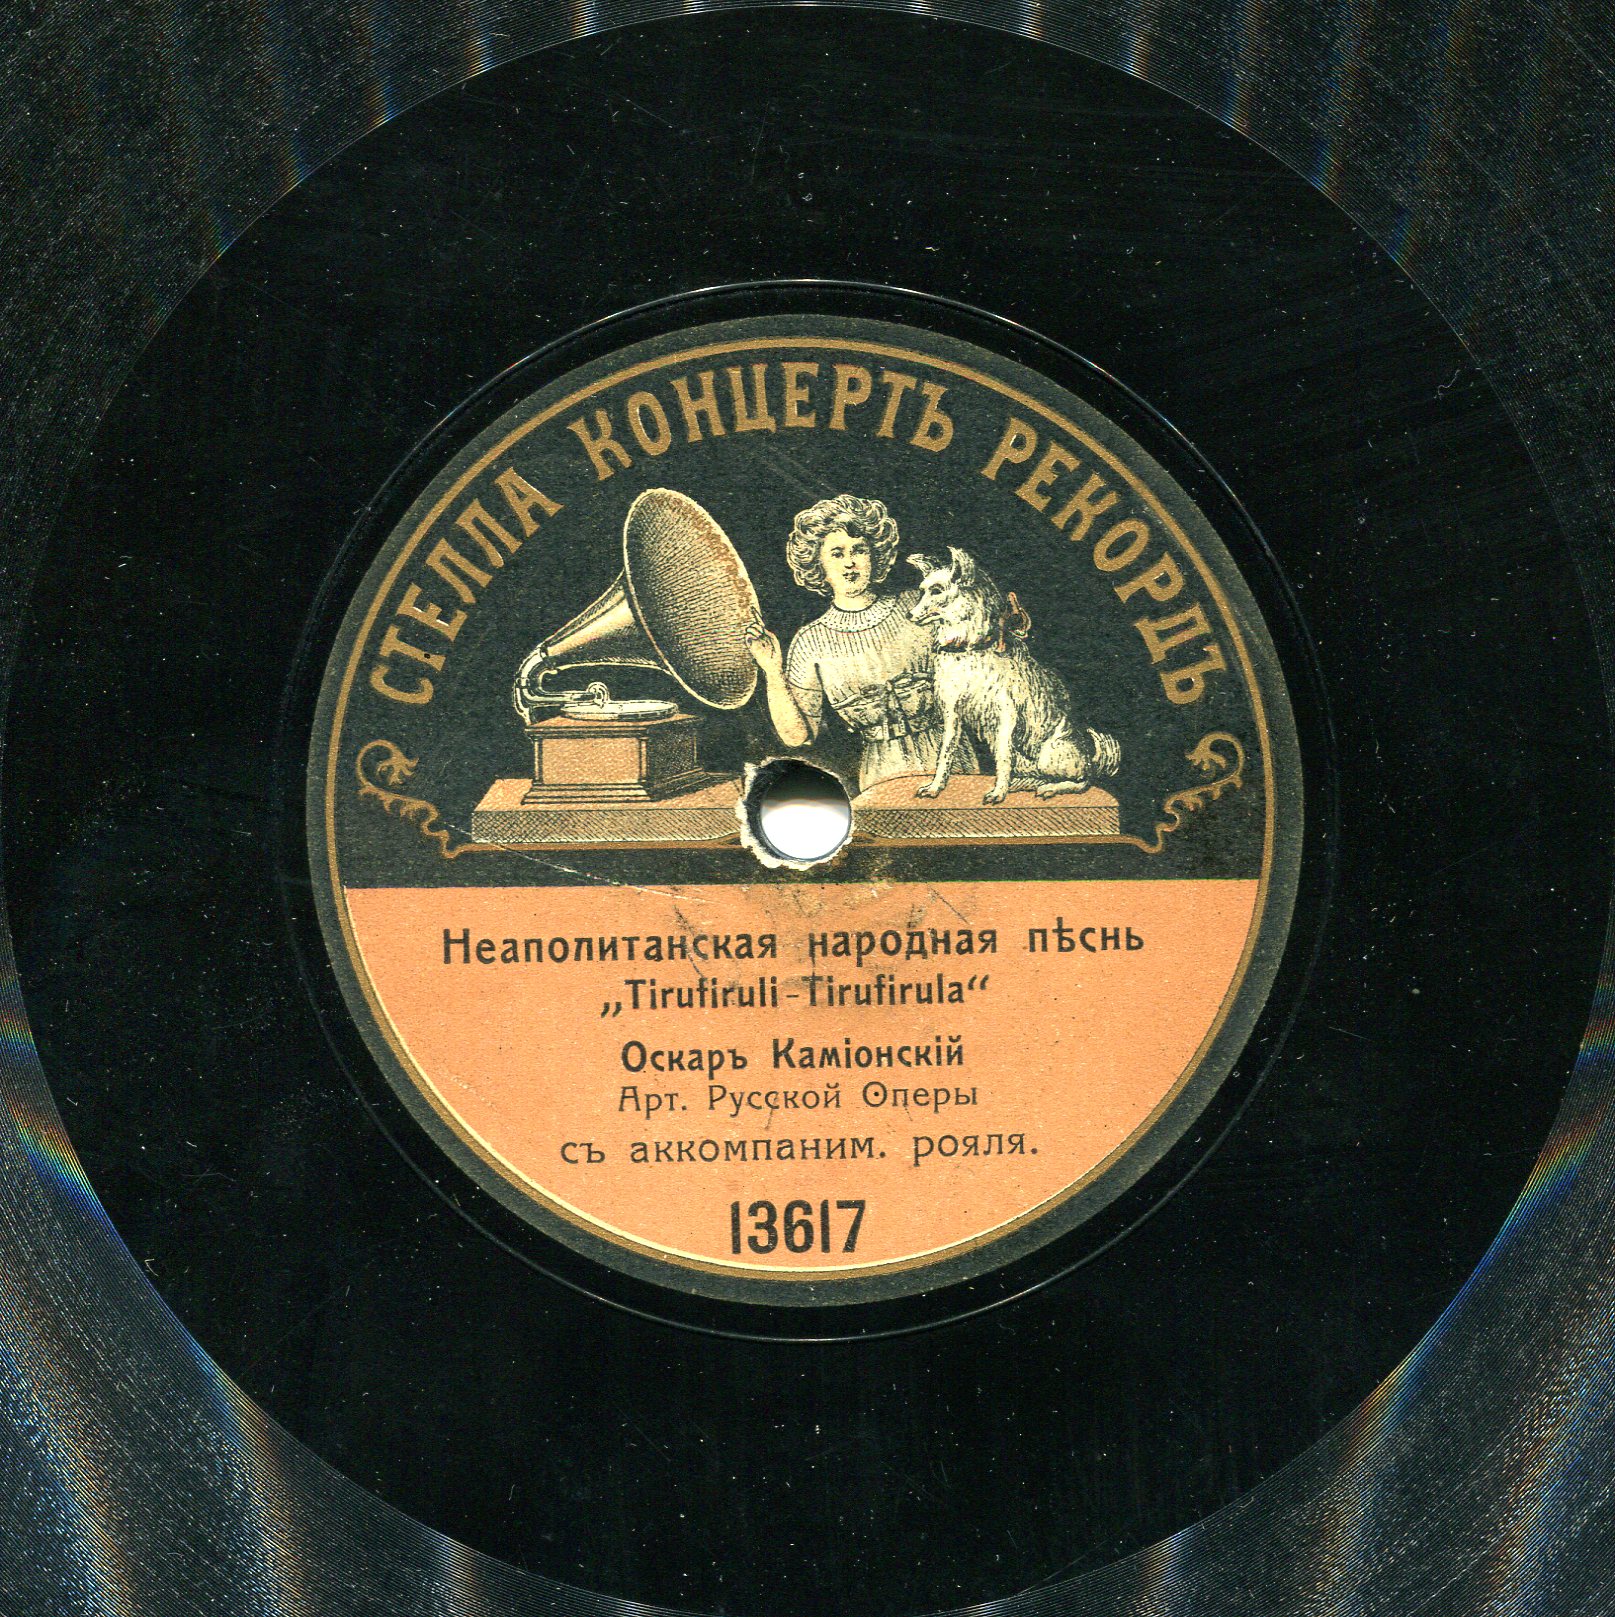 СТЕЛЛА КОНЦЕРТЪ РЕКОРДЪ
Неаполитанская народная пѣснь
„Tirufiruli-Tirufirula“
Оскаръ Каміонскій
Арт. Русской Оперы
съ аккомпаним. рояля.
13617